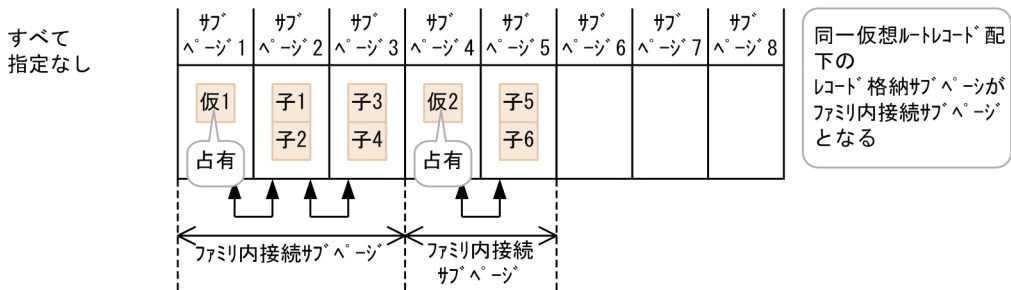 すべて
指定なし
サブ
ページ1
サブ
ページ2
サブ
ページ3
サブ
ページ4
サブ
ページ5
サブ
ページ6
サブ
ページ7
サブ
ページ8
仮1
占有
子1
子2
子3
子4
仮2
占有
子5
子6
ファミリ内接続サブページ
ファミリ内接続
サブページ
同一仮想ルートレコード配
下の
レコード格納サブページが
ファミリ内接続サブページ
となる